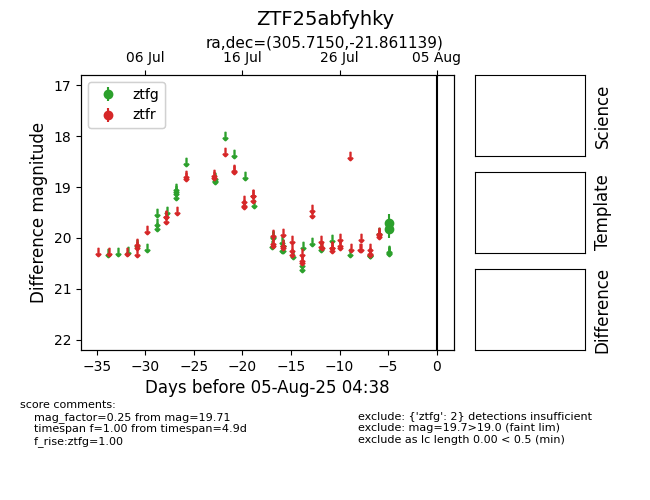 ZTF25abfyhky
ra,dec=(305.7150,-21.861139)
06 Jul 16 Jul 26 Jul 05 Aug
17
18
19
20
21
22
Difference magnitude
ztfg
ztfr
−35 −30 −25 −20 −15 −10 −5 0
Days before 05-Aug-25 04:38
Science
Template
Difference
score comments:
mag_factor=0.25 from mag=19.71
timespan f=1.00 from timespan=4.9d
f_rise:ztfg=1.00
exclude: {'ztfg': 2} detections insufficient
exclude: mag=19.7>19.0 (faint lim)
exclude as lc length 0.00 < 0.5 (min)